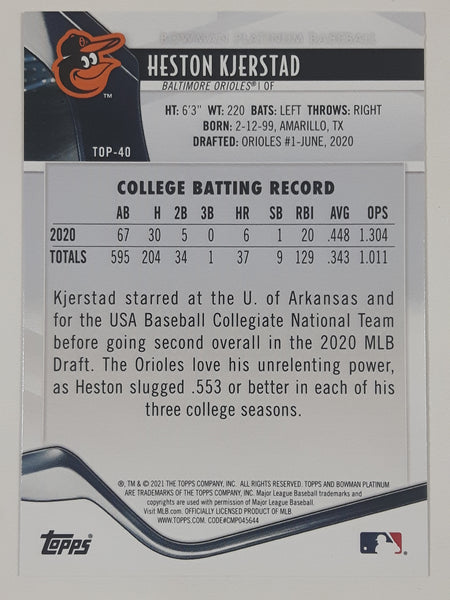 BOWMAN PLATINUM BASEBALL
HESTON KJERSTAD
BALTIMORE ORIOLES® | OF
TM
HT: 6'3" WT: 220 BATS: LEFT THROWS: RIGHT
BORN: 2-12-99, AMARILLO, TX
DRAFTED: ORIOLES #1-JUNE, 2020
TOP-40
COLLEGE BATTING RECORD
AB H 2B 3B HR SB RBI AVG OPS
2020 67 30 5 0 6 1 20 .448 1.304
TOTALS 595 204 34 1 37 9 129 .343 1.011
Kjerstad starred at the U. of Arkansas and
for the USA Baseball Collegiate National Team
before going second overall in the 2020 MLB
Draft. The Orioles love his unrelenting power,
as Heston slugged .553 or better in each of his
three college seasons.
®, TM & © 2021 THE TOPPS COMPANY, INC. ALL RIGHTS RESERVED. TOPPS AND BOWMAN PLATINUM
ARE TRADEMARKS OF THE TOPPS COMPANY, INC. Major League Baseball trademarks and
copyrights are used with permission of Major League Baseball.
Visit MLB.com. OFFICIALLY LICENSED PRODUCT OF MLB.
WWW.TOPPS.COM. CODE#CMP045644
TOPPS®